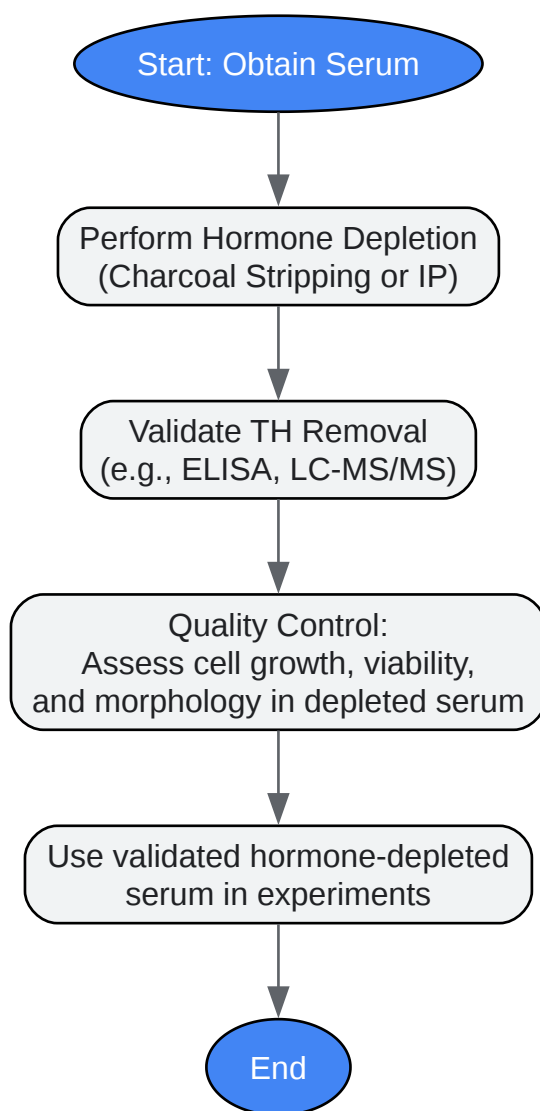 Start: Obtain Serum
Perform Hormone Depletion
(Charcoal Stripping or IP)
Validate TH Removal
(e.g., ELISA, LC-MS/MS)
Quality Control:
Assess cell growth, viability,
and morphology in depleted serum
Use validated hormone-depleted
serum in experiments
End